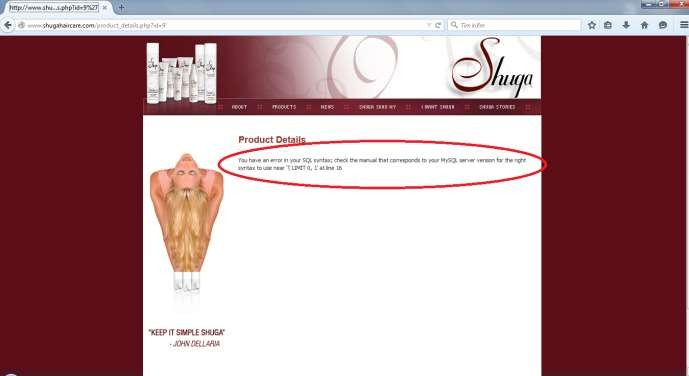 http://www.shu...s.php?id=9%27
www.shugahaircare.com/product_details.php?id=9'
Shuga
ABOUT PRODUCTS NEWS I WANT SHUGA SHUGA STORIES
Product Details
You have an error in your SQL syntax; check the manual that corresponds to your MySQL server version for the right
syntax to use near '\'; LIMIT 0, 1' at line 16
"KEEP IT SIMPLE SHUGA"
- JOHN DELLARIA